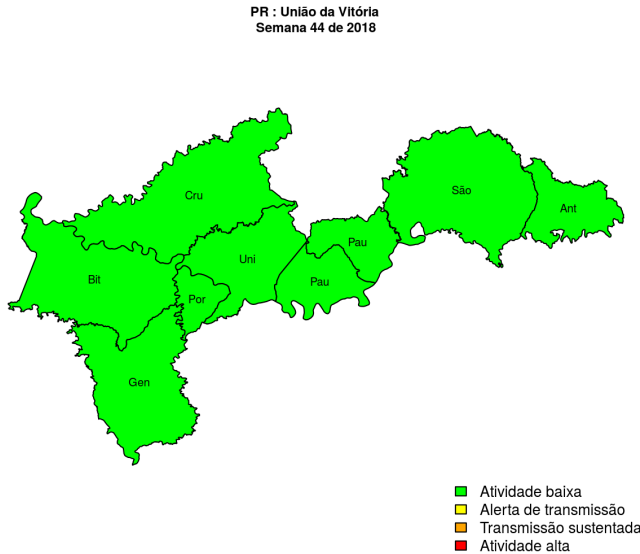 PR : União da Vitória
Semana 44 de 2018
Cru
São
Ant
Pau
Uni
Bit
Pau
Por
Gen
Atividade baixa
Alerta de transmissão
Transmissão sustentada
Atividade alta